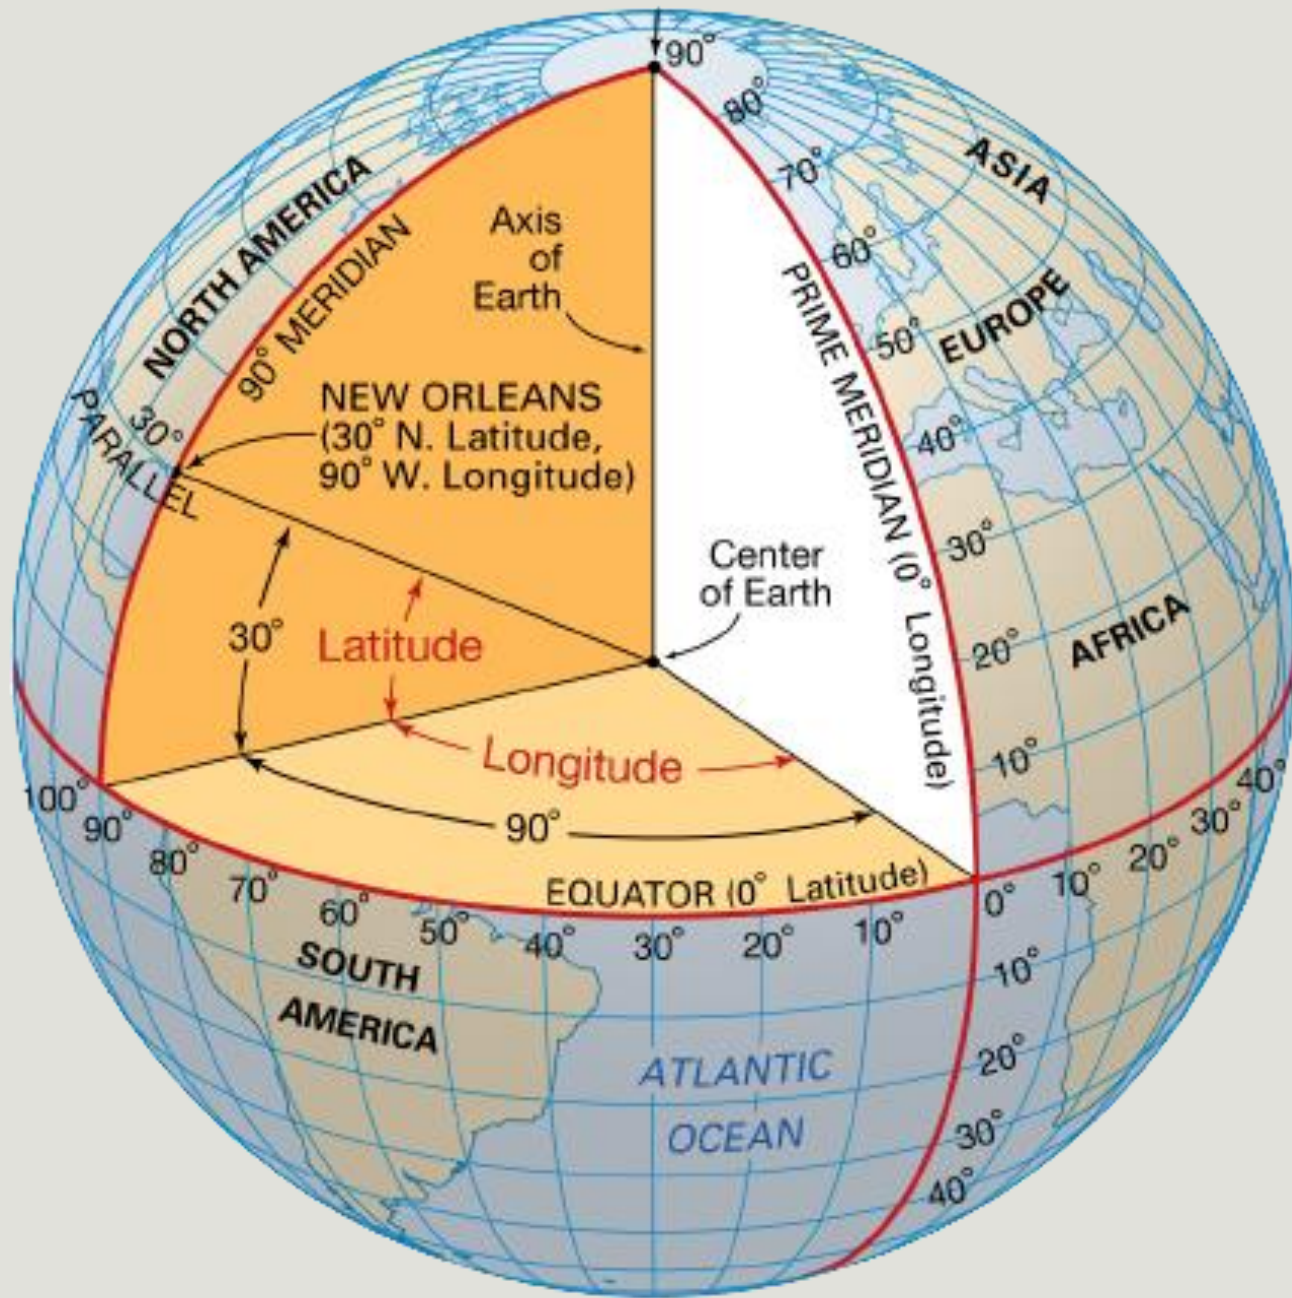 90°
80°
70°
60°
50°
40°
30°
20°
10°
ASIA
NORTH AMERICA
90° MERIDIAN
Axis
of
Earth
EUROPE
PRIME MERIDIAN (0° Longitude)
30°
PARALLEL
NEW ORLEANS
(30° N. Latitude,
90° W. Longitude)
Center
of Earth
AFRICA
30°
Latitude
Longitude
90°
EQUATOR (0° Latitude)
100°
90°
80°
70°
60°
50°
40°
30°
20°
10°
0°
10°
20°
30°
40°
SOUTH
AMERICA
ATLANTIC
OCEAN
10°
20°
30°
40°